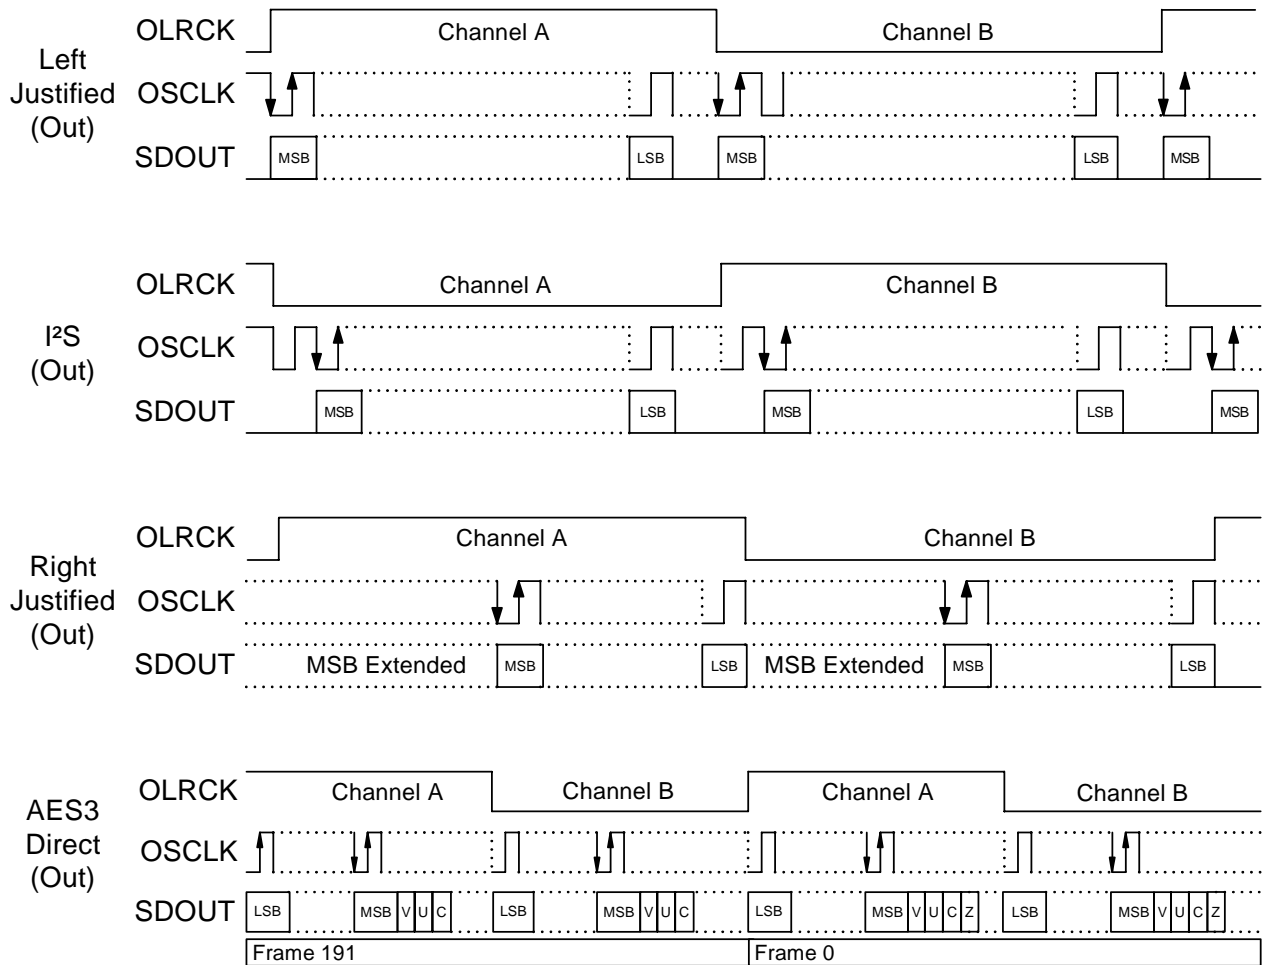 Left
Justified
(Out)
OLRCK Channel A Channel B
OSCLK
SDOUT MSB LSB MSB LSB MSB
I²S
(Out)
OLRCK Channel A Channel B
OSCLK
SDOUT MSB LSB MSB LSB MSB
Right
Justified
(Out)
OLRCK Channel A Channel B
OSCLK
SDOUT MSB Extended MSB LSB MSB Extended MSB LSB
AES3
Direct
(Out)
OLRCK Channel A Channel B Channel A Channel B
OSCLK
SDOUT LSB MSB V U C LSB MSB V U C LSB MSB V U C Z LSB MSB V U C Z
Frame 191 Frame 0